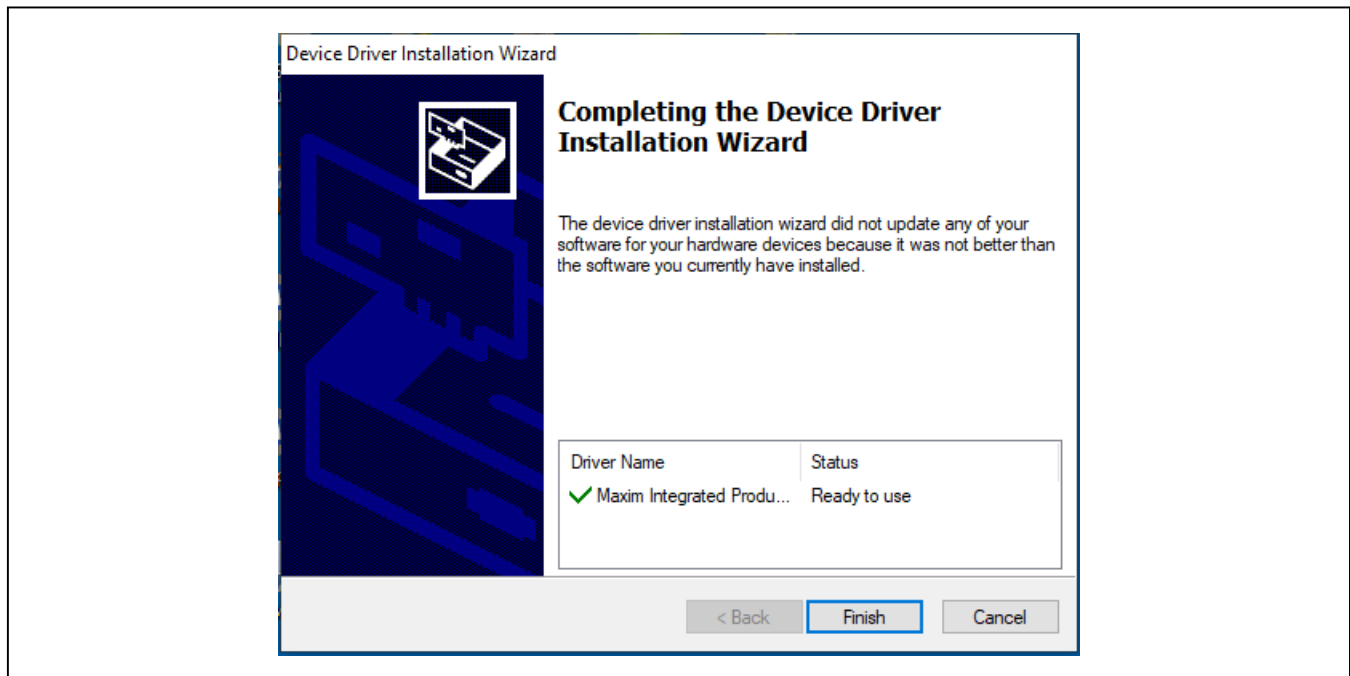 Device Driver Installation Wizard
Completing the Device Driver
Installation Wizard
The device driver installation wizard did not update any of your
software for your hardware devices because it was not better than
the software you currently have installed.
Driver Name Status
Maxim Integrated Produ... Ready to use
< Back Finish Cancel